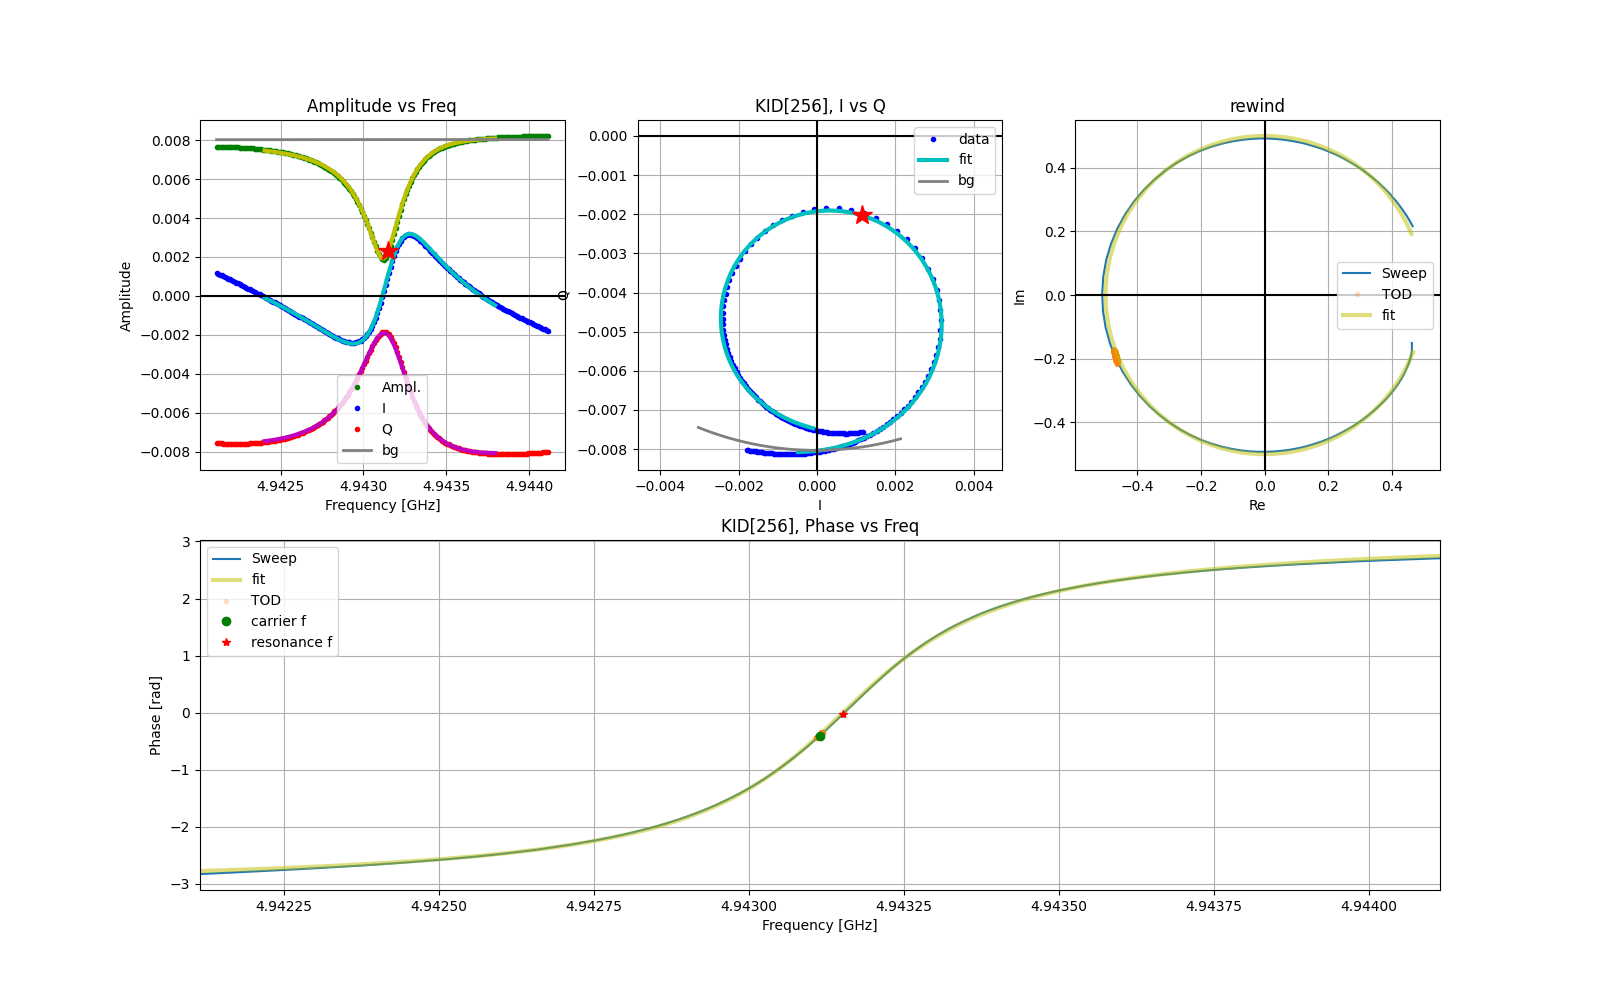 Amplitude vs Freq
0.008
0.006
0.004
0.002
0.000
−0.002
−0.004
−0.006
−0.008
Amplitude
Ampl.
I
Q
bg
4.9425
4.9430
4.9435
4.9440
Frequency [GHz]
KID[256], I vs Q
0.000
−0.001
−0.002
−0.003
−0.004
−0.005
−0.006
−0.007
−0.008
Q
data
fit
bg
−0.004
−0.002
0.000
0.002
0.004
I
rewind
0.4
0.2
0.0
−0.2
−0.4
Im
Sweep
TOD
fit
−0.4
−0.2
0.0
0.2
0.4
Re
KID[256], Phase vs Freq
3
2
1
0
−1
−2
−3
Phase [rad]
Sweep
fit
TOD
carrier f
resonance f
4.94225
4.94250
4.94275
4.94300
4.94325
4.94350
4.94375
4.94400
Frequency [GHz]